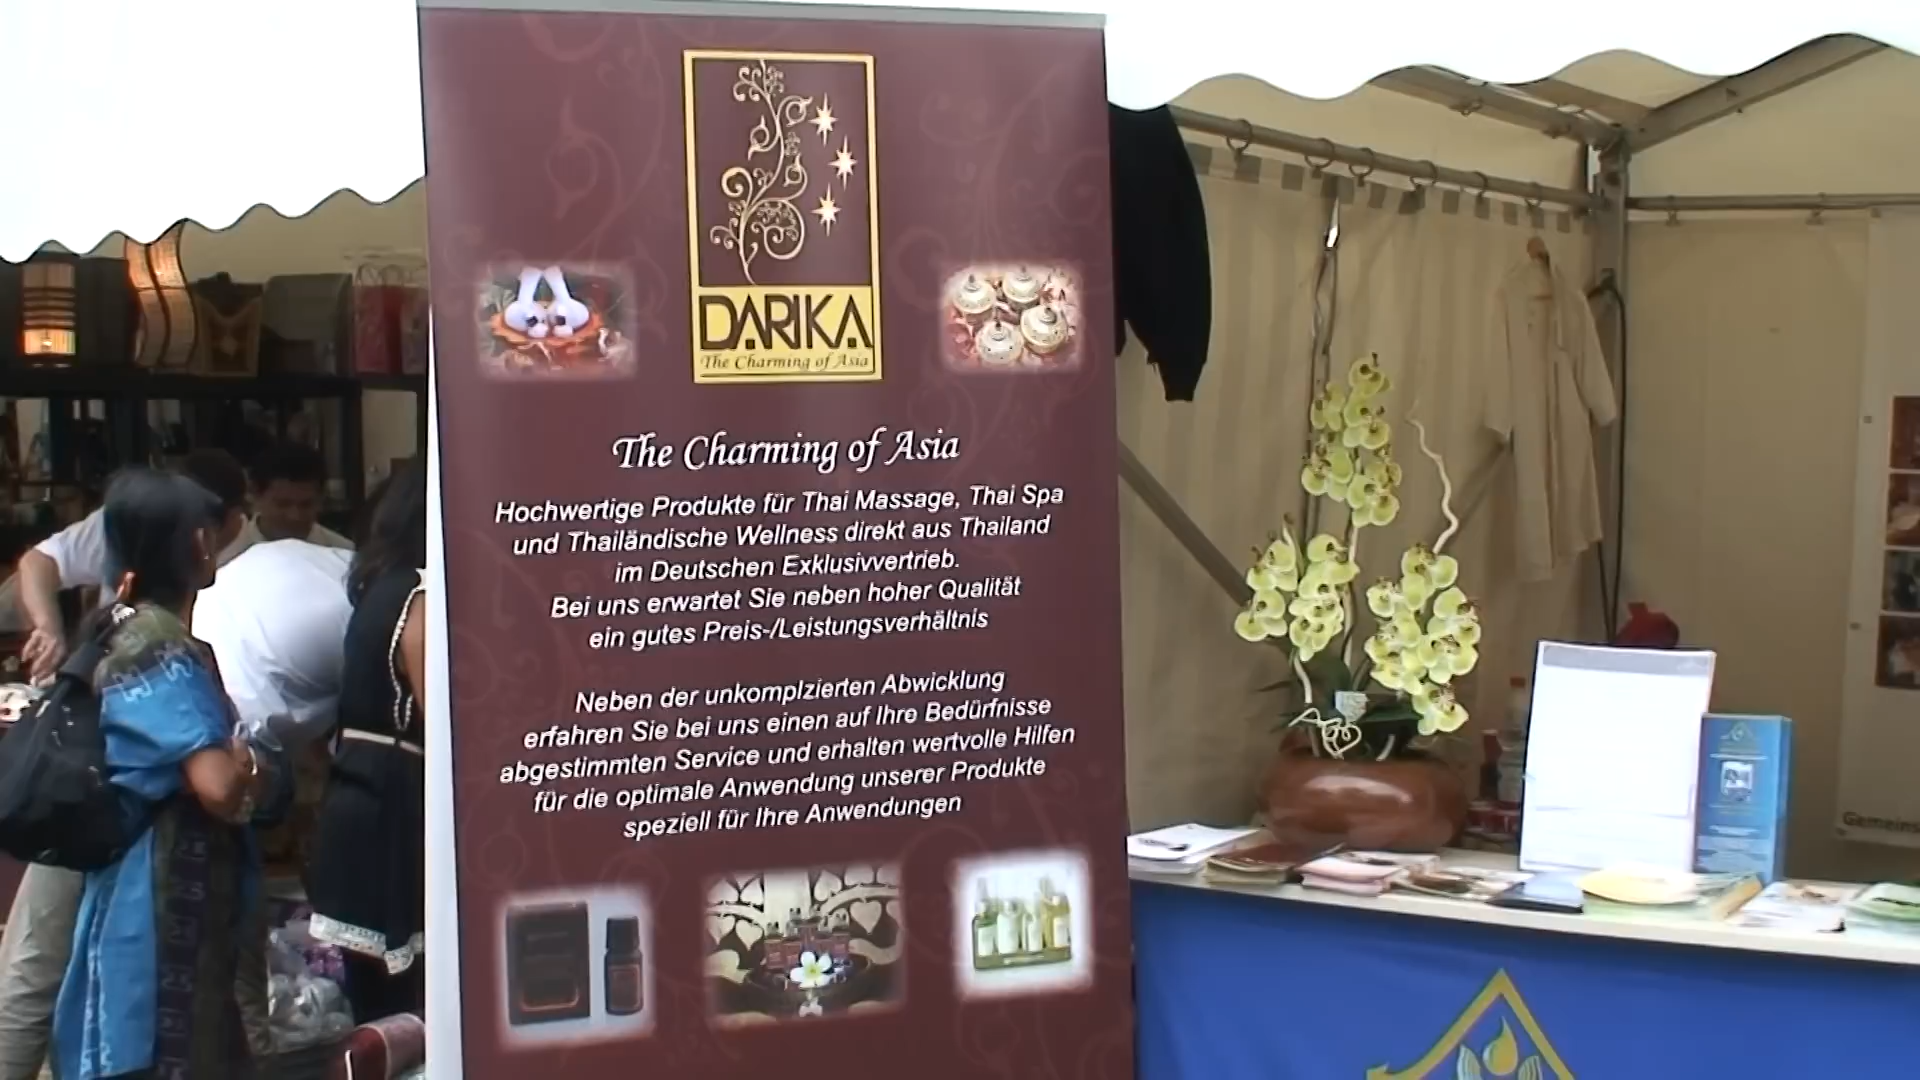 DARIKA
The Charming of Asia
The Charming of Asia
Hochwertige Produkte für Thai Massage, Thai Spa
und Thailändische Wellness direkt aus Thailand
im Deutschen Exklusivvertrieb.
Bei uns erwartet Sie neben hoher Qualität
ein gutes Preis-/Leistungsverhältnis
Neben der unkomplzierten Abwicklung
erfahren Sie bei uns einen auf Ihre Bedürfnisse
abgestimmten Service und erhalten wertvolle Hilfen
für die optimale Anwendung unserer Produkte
speziell für Ihre Anwendungen
Gemeins